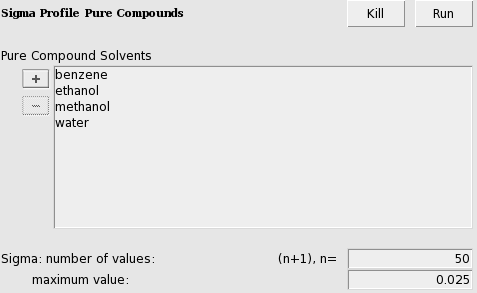 Sigma Profile Pure Compounds Kill Run
Pure Compound Solvents
+
-
benzene
ethanol
methanol
water
Sigma: number of values: (n+1), n= 50
maximum value: 0.025